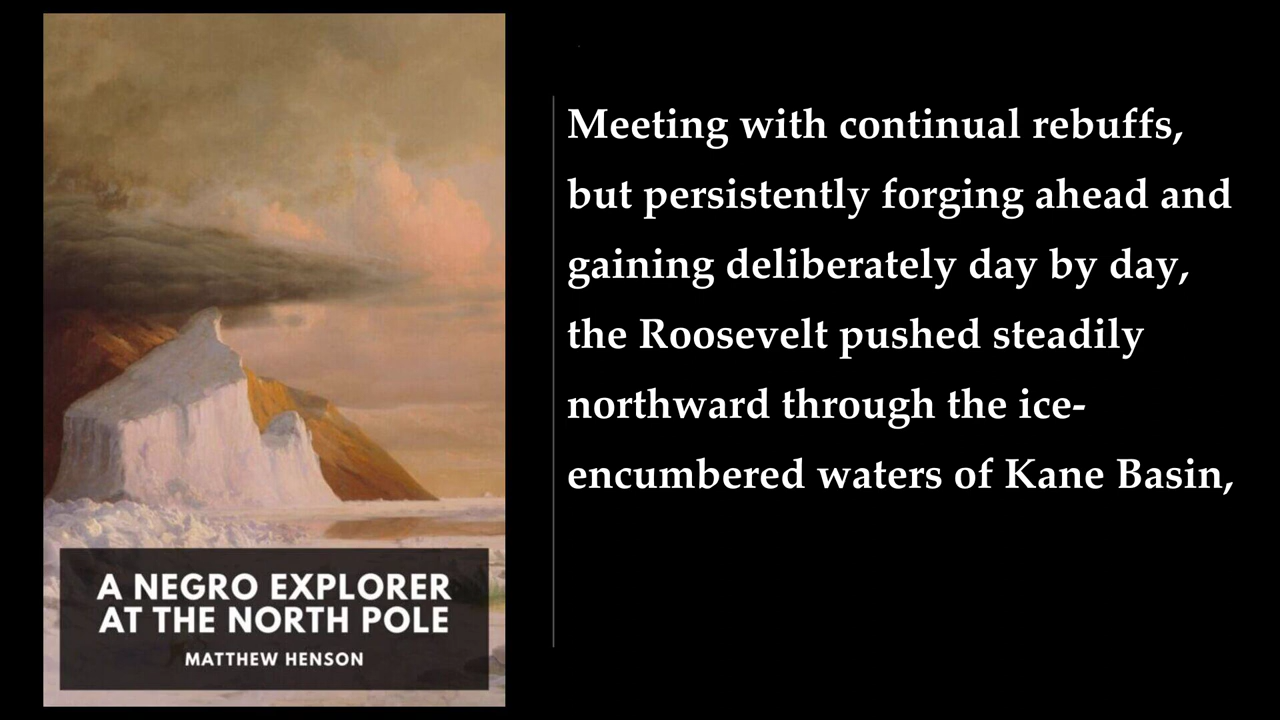 Meeting with continual rebuffs,
but persistently forging ahead and
gaining deliberately day by day,
the Roosevelt pushed steadily
northward through the ice-
encumbered waters of Kane Basin,
A NEGRO EXPLORER
AT THE NORTH POLE
MATTHEW HENSON